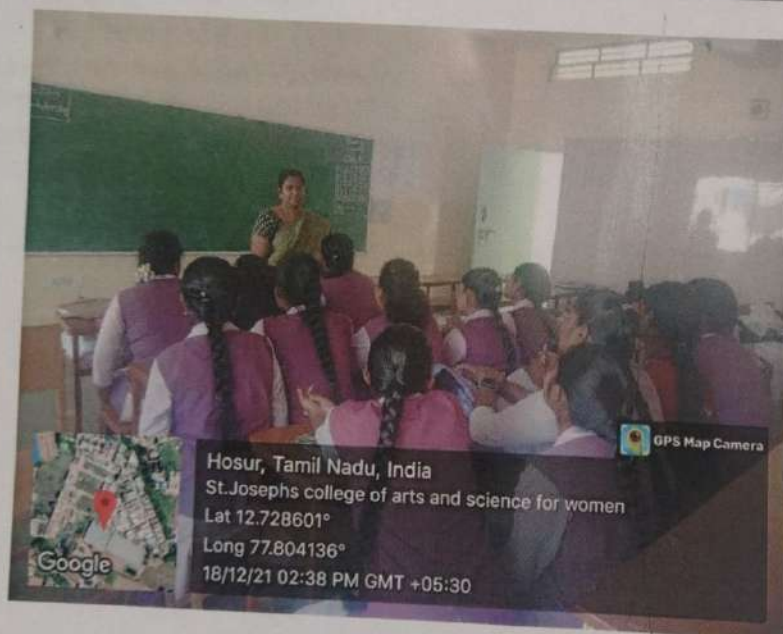 GPS Map Camera
Hosur, Tamil Nadu, India
St.Josephs college of arts and science for women
Lat 12.728601°
Long 77.804136°
18/12/21 02:38 PM GMT +05:30
Google